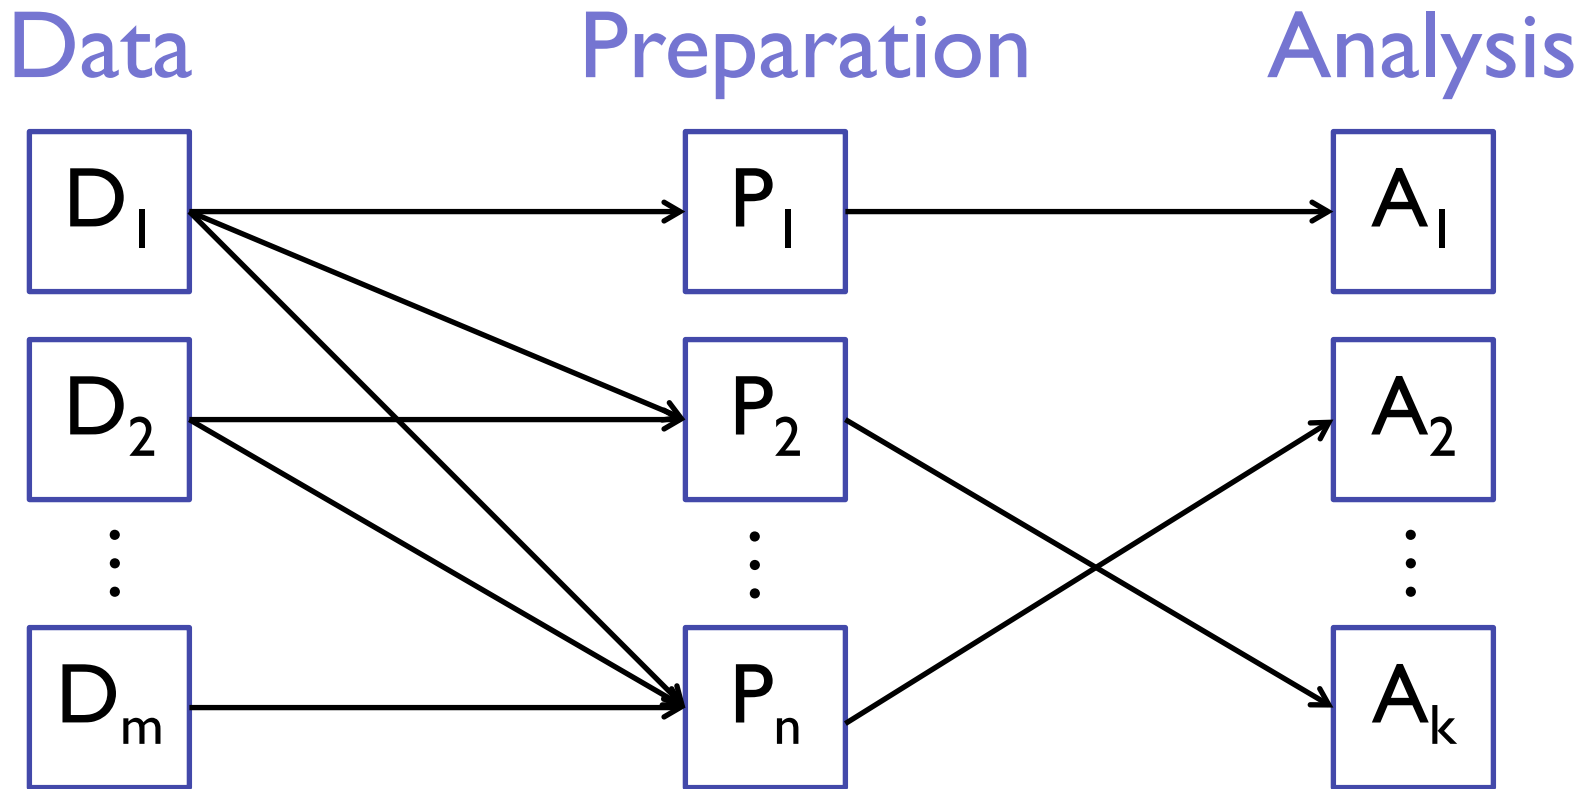 Data Preparation Analysis
D₁ P₁ A₁
D₂ P₂ A₂
⋮ ⋮ ⋮
Dₘ Pₙ Aₖ